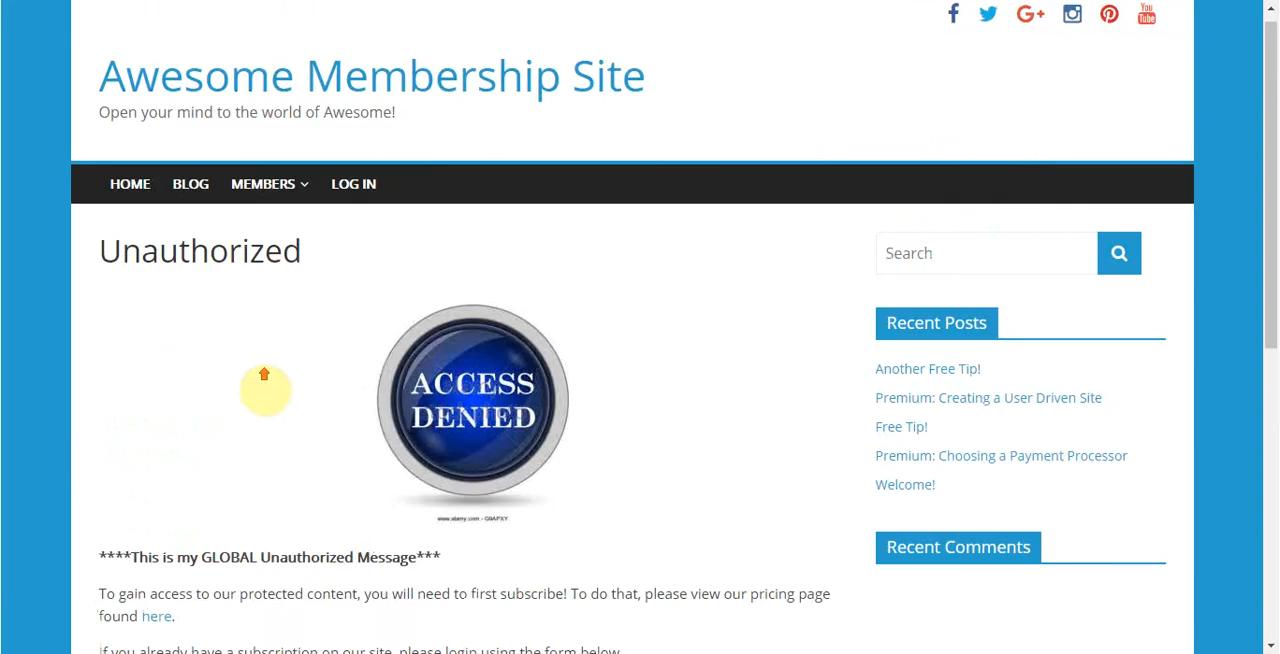 You
Tube
Awesome Membership Site
Open your mind to the world of Awesome!
HOME BLOG MEMBERS LOG IN
Unauthorized
Search
ACCESS
DENIED
Recent Posts
Another Free Tip!
Premium: Creating a User Driven Site
Free Tip!
Premium: Choosing a Payment Processor
Welcome!
Recent Comments
****This is my GLOBAL Unauthorized Message***
To gain access to our protected content, you will need to first subscribe! To do that, please view our pricing page
found here.
If you already have a subscription on our site, please login using the form below.